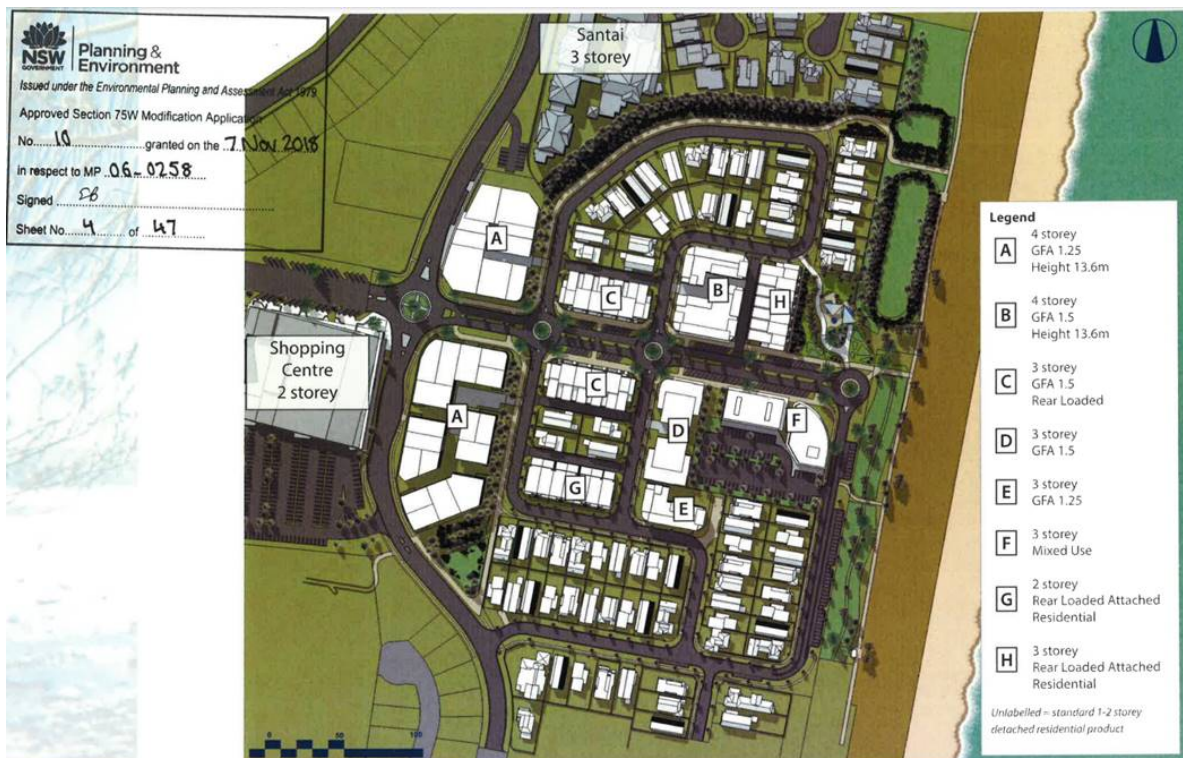 NSW
GOVERNMENT
Planning &
Environment
Issued under the Environmental Planning and Assessment Act 1979
Approved Section 75W Modification Application
No. 10 granted on the 7 Nov 2018
In respect to MP 06-0258
Signed
Sheet No. 4 of 47
Santai
3 storey
Shopping
Centre
2 storey
A
B
H
C
C
A
D
F
G
E
0 50 100
Legend
A
4 storey
GFA 1.25
Height 13.6m
B
4 storey
GFA 1.5
Height 13.6m
C
3 storey
GFA 1.5
Rear Loaded
D
3 storey
GFA 1.5
E
3 storey
GFA 1.25
F
3 storey
Mixed Use
G
2 storey
Rear Loaded Attached
Residential
H
3 storey
Rear Loaded Attached
Residential
Unlabelled = standard 1-2 storey
detached residential product